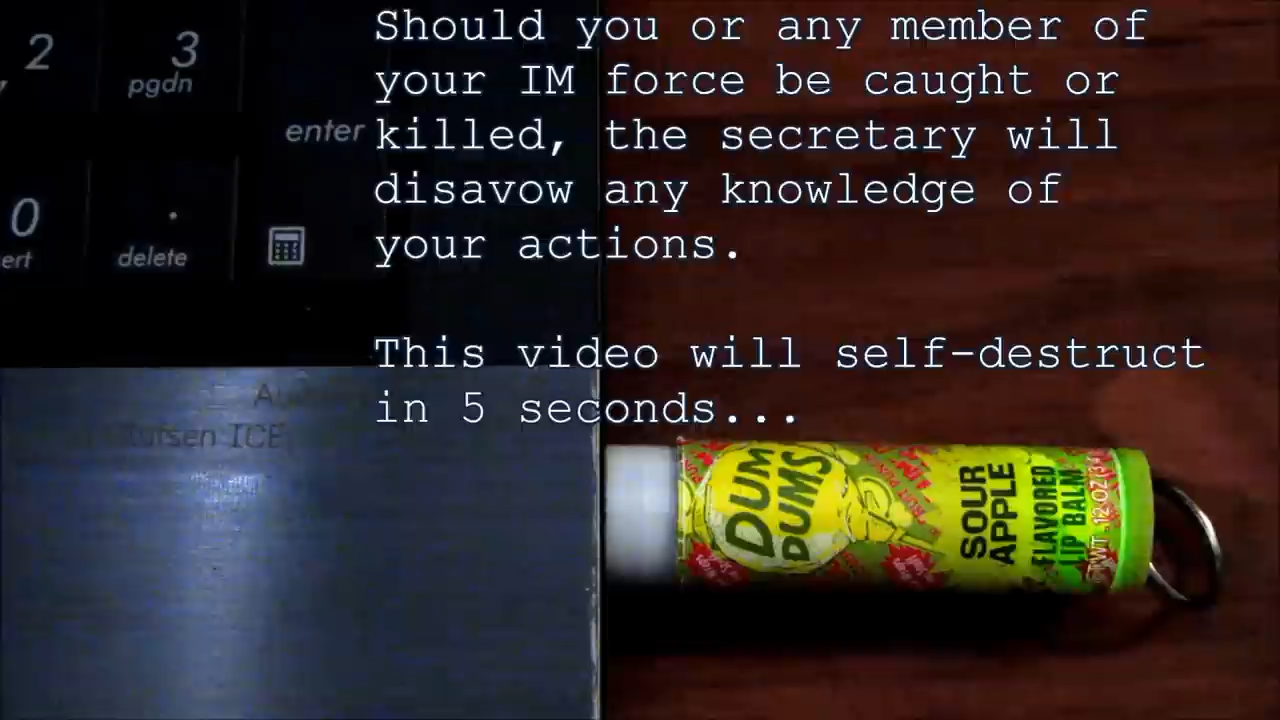 Should you or any member of
your IM force be caught or
killed, the secretary will
disavow any knowledge of
your actions.
This video will self-destruct
in 5 seconds...
2
3
pgdn
enter
0
.
ert
delete
ICE
DUM
DUMS
SOUR
APPLE
FLAVORED
LIP BALM